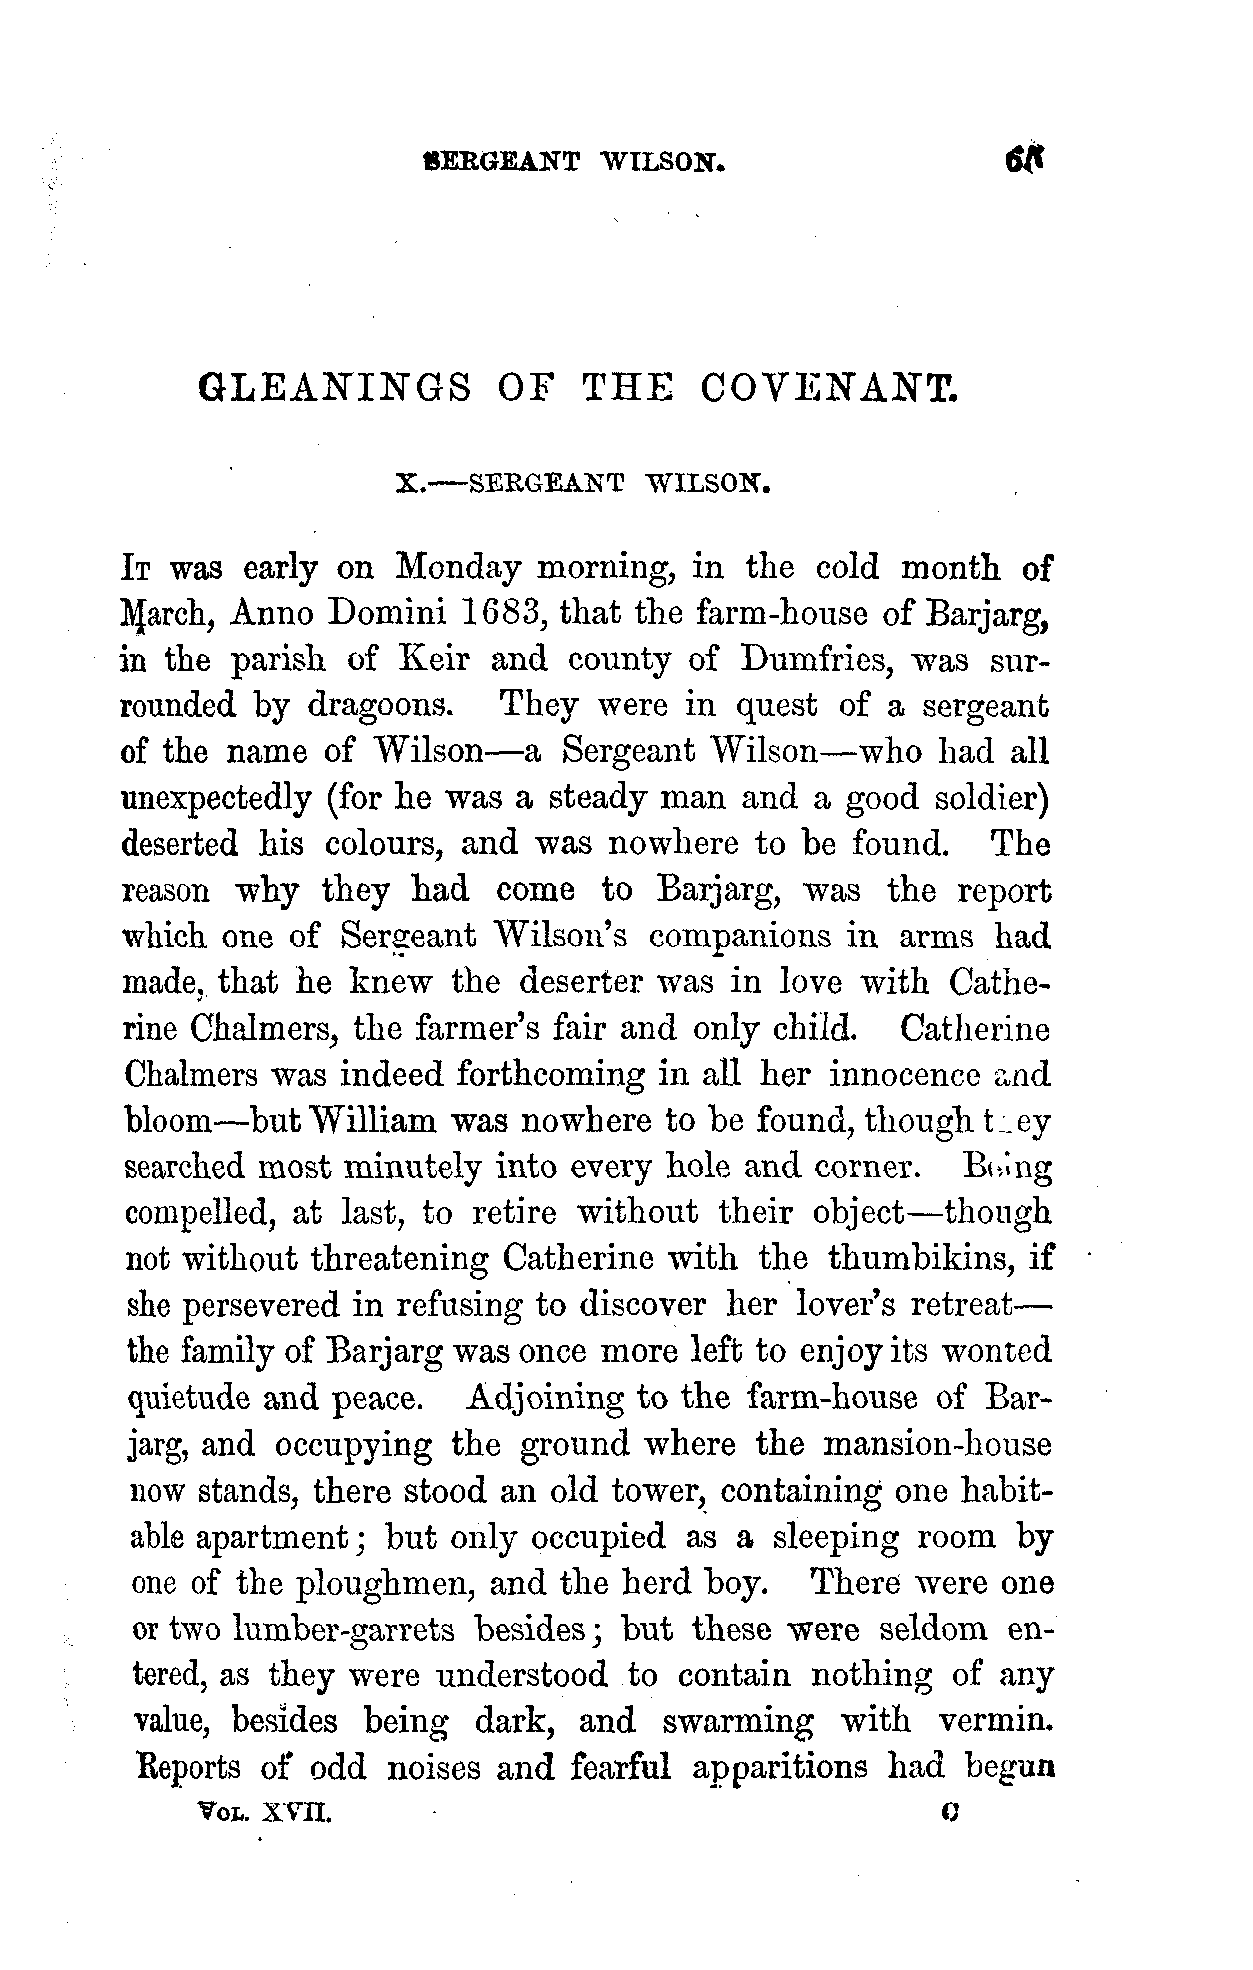 SERGEANT WILSON.
GLEANINGS OF THE COVENANT.
X.—SERGEANT WILSON.
IT was early on Monday morning, in the cold month of
March, Anno Domini 1683, that the farm-house of Barjarg,
in the parish of Keir and county of Dumfries, was sur-
rounded by dragoons. They were in quest of a sergeant
of the name of Wilson—a Sergeant Wilson—who had all
unexpectedly (for he was a steady man and a good soldier)
deserted his colours, and was nowhere to be found. The
reason why they had come to Barjarg, was the report
which one of Sergeant Wilson's companions in arms had
made, that he knew the deserter was in love with Cathe-
rine Chalmers, the farmer's fair and only child. Catherine
Chalmers was indeed forthcoming in all her innocence and
bloom—but William was nowhere to be found, though they
searched most minutely into every hole and corner. Being
compelled, at last, to retire without their object—though
not without threatening Catherine with the thumbikins, if
she persevered in refusing to discover her lover's retreat—
the family of Barjarg was once more left to enjoy its wonted
quietude and peace. Adjoining to the farm-house of Bar-
jarg, and occupying the ground where the mansion-house
now stands, there stood an old tower, containing one habit-
able apartment; but only occupied as a sleeping room by
one of the ploughmen, and the herd boy. There were one
or two lumber-garrets besides; but these were seldom en-
tered, as they were understood to contain nothing of any
value, besides being dark, and swarming with vermin.
Reports of odd noises and fearful apparitions had begun
VOL. XVII. C